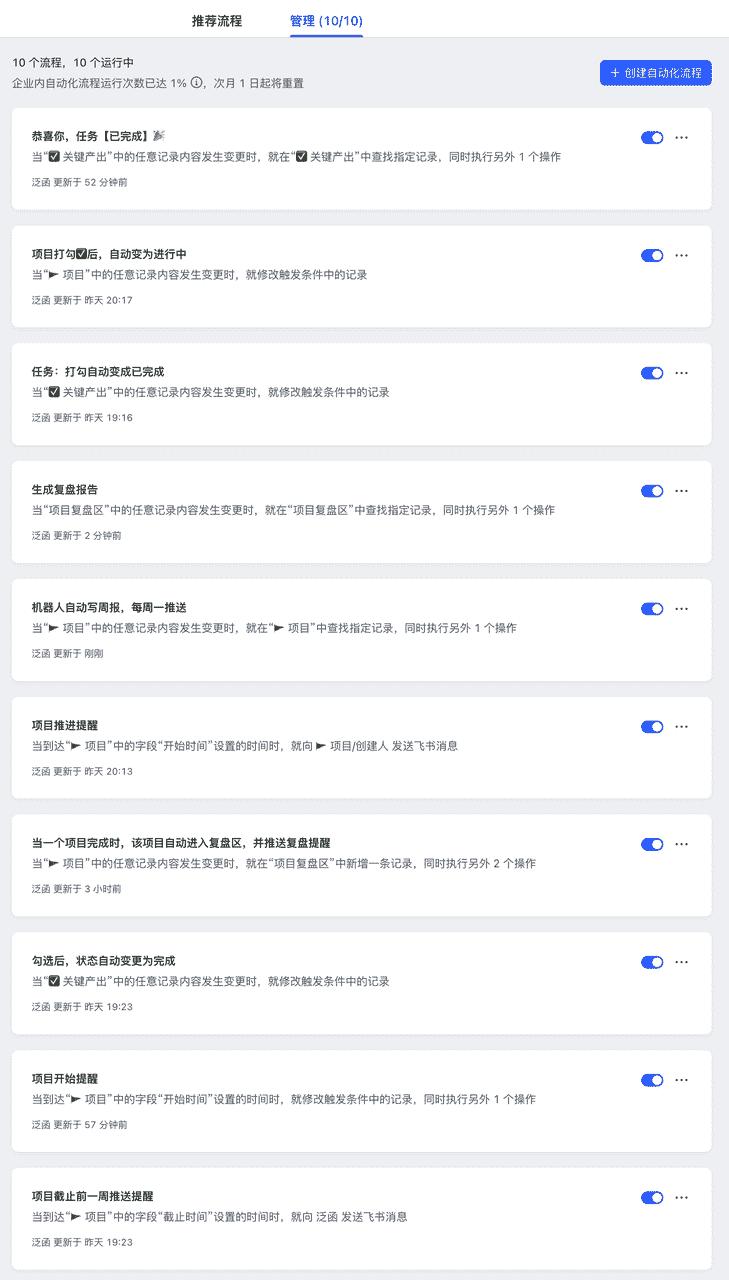 推荐流程
管理 (10/10)
10 个流程，10 个运行中
企业内自动化流程运行次数已达 1% ⓘ，次月 1 日起将重置
+ 创建自动化流程
恭喜你，任务【已完成】🎉
当“✅ 关键产出”中的任意记录内容发生变更时，就在“✅ 关键产出”中查找指定记录，同时执行另外 1 个操作
泛函 更新于 52 分钟前
项目打勾✅后，自动变为进行中
当“▶ 项目”中的任意记录内容发生变更时，就修改触发条件中的记录
泛函 更新于 昨天 20:17
任务：打勾自动变成已完成
当“✅ 关键产出”中的任意记录内容发生变更时，就修改触发条件中的记录
泛函 更新于 昨天 19:16
生成复盘报告
当“项目复盘区”中的任意记录内容发生变更时，就在“项目复盘区”中查找指定记录，同时执行另外 1 个操作
泛函 更新于 2 分钟前
机器人自动写周报，每周一推送
当“▶ 项目”中的任意记录内容发生变更时，就在“▶ 项目”中查找指定记录，同时执行另外 1 个操作
泛函 更新于 刚刚
项目推进提醒
当到达“▶ 项目”中的字段“开始时间”设置的时间时，就向 ▶ 项目/创建人 发送飞书消息
泛函 更新于 昨天 20:13
当一个项目完成时，该项目自动进入复盘区，并推送复盘提醒
当“▶ 项目”中的任意记录内容发生变更时，就在“项目复盘区”中新增一条记录，同时执行另外 2 个操作
泛函 更新于 3 小时前
勾选后，状态自动变更为完成
当“✅ 关键产出”中的任意记录内容发生变更时，就修改触发条件中的记录
泛函 更新于 昨天 19:23
项目开始提醒
当到达“▶ 项目”中的字段“开始时间”设置的时间时，就修改触发条件中的记录，同时执行另外 1 个操作
泛函 更新于 57 分钟前
项目截止前一周推送提醒
当到达“▶ 项目”中的字段“截止时间”设置的时间时，就向 泛函 发送飞书消息
泛函 更新于 昨天 19:23